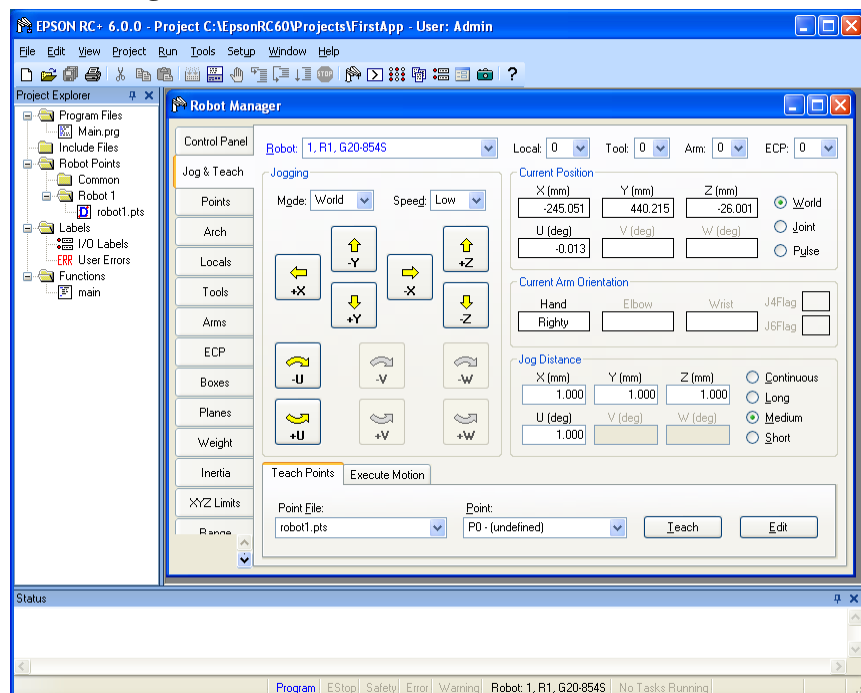 EPSON RC+ 6.0.0 - Project C:\EpsonRC60\Projects\FirstApp - User: Admin
File Edit View Project Run Tools Setup Window Help
Project Explorer
Program Files
Main.prg
Include Files
Robot Points
Common
Robot 1
robot1.pts
Labels
I/O Labels
ERR User Errors
Functions
main
Robot Manager
Control Panel
Jog & Teach
Points
Arch
Locals
Tools
Arms
ECP
Boxes
Planes
Weight
Inertia
XYZ Limits
Range
Robot: 1, R1, G20-854S
Local: 0 Tool: 0 Arm: 0 ECP: 0
Jogging
Mode: World Speed: Low
-Y +Z
+X -X
+Y -Z
-U -V -W
+U +V +W
Current Position
X (mm) Y (mm) Z (mm)
-245.051 440.215 -26.001
U (deg) V (deg) W (deg)
-0.013
World
Joint
Pulse
Current Arm Orientation
Hand Elbow Wrist J4Flag
Righty J6Flag
Jog Distance
X (mm) Y (mm) Z (mm)
1.000 1.000 1.000
U (deg) V (deg) W (deg)
1.000
Continuous
Long
Medium
Short
Teach Points Execute Motion
Point File: Point:
robot1.pts P0 - (undefined) Teach Edit
Status
Program EStop Safety Error Warning Robot: 1, R1, G20-854S No Tasks Running